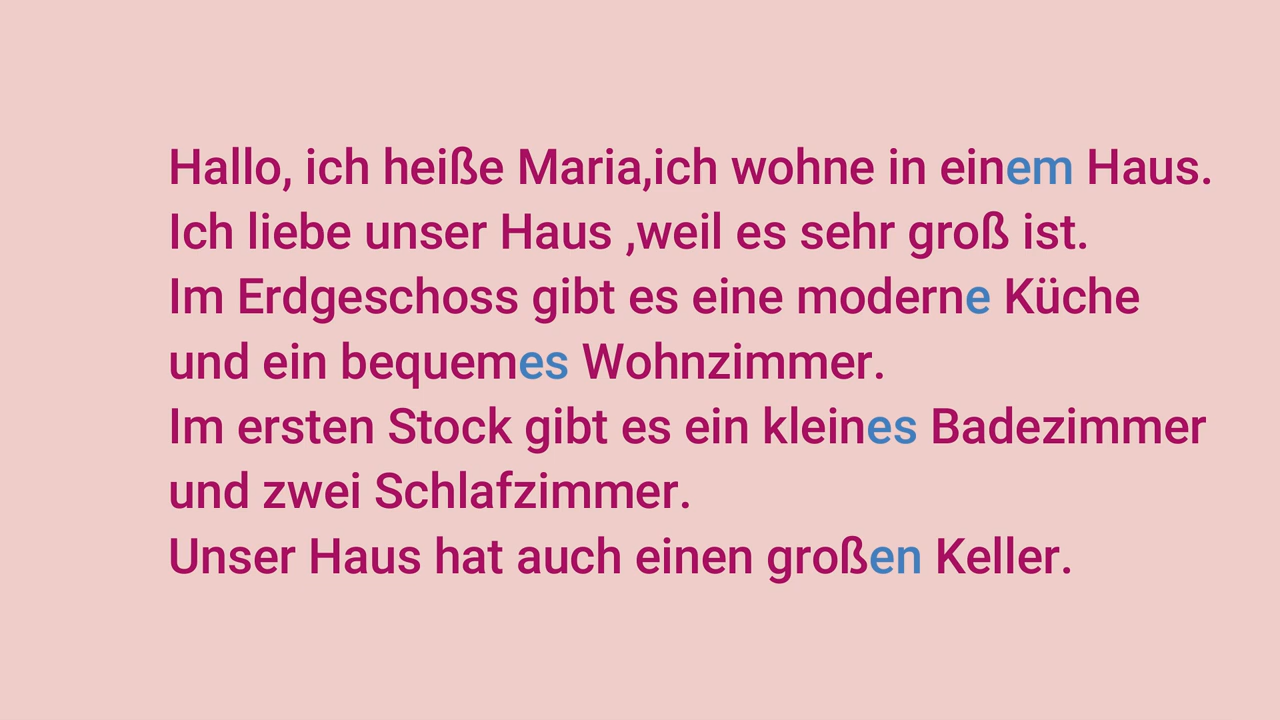 Hallo, ich heiße Maria,ich wohne in einem Haus.
Ich liebe unser Haus ,weil es sehr groß ist.
Im Erdgeschoss gibt es eine moderne Küche
und ein bequemes Wohnzimmer.
Im ersten Stock gibt es ein kleines Badezimmer
und zwei Schlafzimmer.
Unser Haus hat auch einen großen Keller.